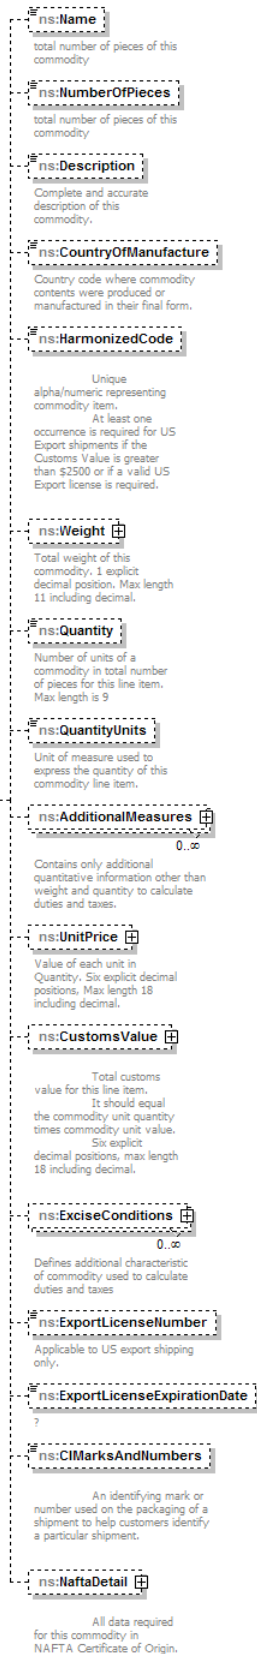 ns:Name
total number of pieces of this
commodity
ns:NumberOfPieces
total number of pieces of this
commodity
ns:Description
Complete and accurate
description of this
commodity.
ns:CountryOfManufacture
Country code where commodity
contents were produced or
manufactured in their final form.
ns:HarmonizedCode
Unique
alpha/numeric representing
commodity item.
At least one
occurrence is required for US
Export shipments if the
Customs Value is greater
than $2500 or if a valid US
Export license is required.
ns:Weight
Total weight of this
commodity. 1 explicit
decimal position. Max length
11 including decimal.
ns:Quantity
Number of units of a
commodity in total number
of pieces for this line item.
Max length is 9
ns:QuantityUnits
Unit of measure used to
express the quantity of this
commodity line item.
ns:AdditionalMeasures
0..∞
Contains only additional
quantitative information other than
weight and quantity to calculate
duties and taxes.
ns:UnitPrice
Value of each unit in
Quantity. Six explicit decimal
positions, Max length 18
including decimal.
ns:CustomsValue
Total customs
value for this line item.
It should equal
the commodity unit quantity
times commodity unit value.
Six explicit
decimal positions, max length
18 including decimal.
ns:ExciseConditions
0..∞
Defines additional characteristic
of commodity used to calculate
duties and taxes
ns:ExportLicenseNumber
Applicable to US export shipping
only.
ns:ExportLicenseExpirationDate
?
ns:CIMarksAndNumbers
An identifying mark or
number used on the packaging of a
shipment to help customers identify
a particular shipment.
ns:NaftaDetail
All data required
for this commodity in
NAFTA Certificate of Origin.